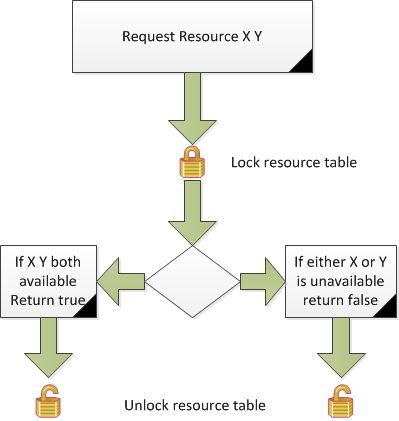 Request Resource X Y
Lock resource table
If X Y both
available
Return true
If either X or Y
is unavailable
return false
Unlock resource table